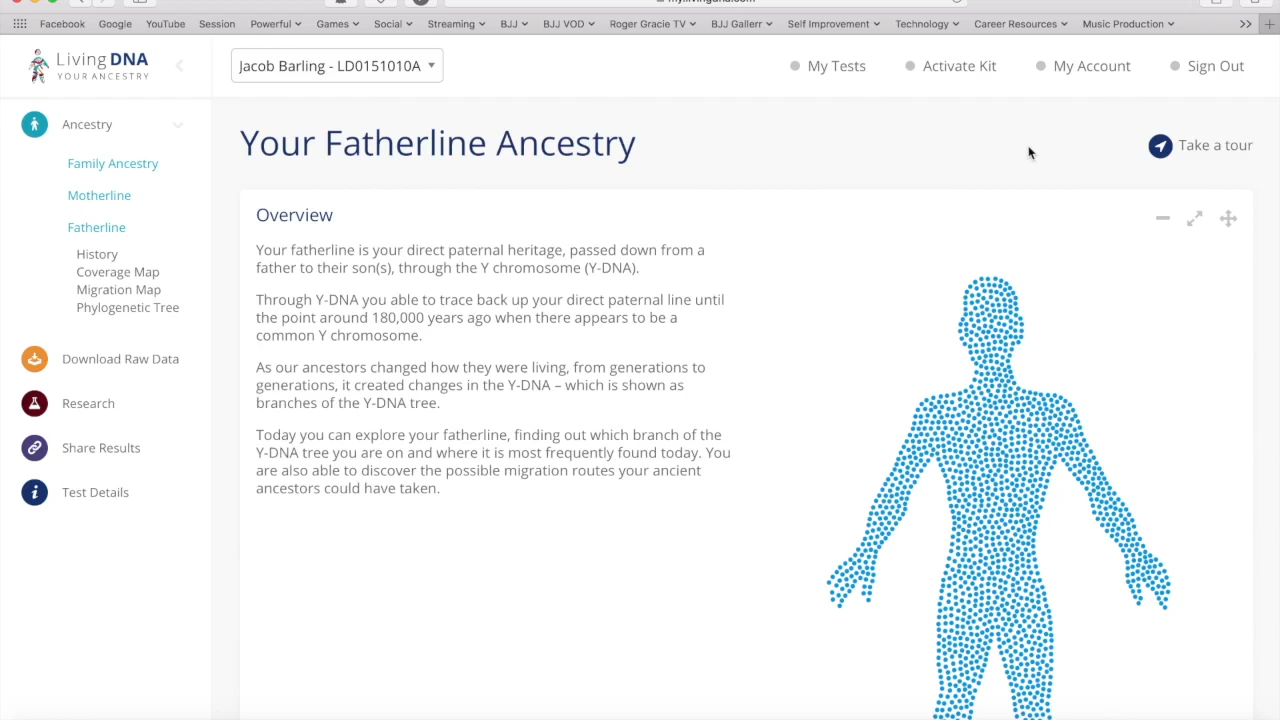 Facebook Google YouTube Session Powerful Games Social Streaming BJJ BJJ VOD Roger Gracie TV BJJ Gallerr Self Improvement Technology Career Resources Music Production
Living DNA
YOUR ANCESTRY
Jacob Barling - LD0151010A
My Tests
Activate Kit
My Account
Sign Out
Ancestry
Family Ancestry
Motherline
Fatherline
History
Coverage Map
Migration Map
Phylogenetic Tree
Download Raw Data
Research
Share Results
Test Details
Your Fatherline Ancestry
Take a tour
Overview
Your fatherline is your direct paternal heritage, passed down from a
father to their son(s), through the Y chromosome (Y-DNA).
Through Y-DNA you able to trace back up your direct paternal line until
the point around 180,000 years ago when there appears to be a
common Y chromosome.
As our ancestors changed how they were living, from generations to
generations, it created changes in the Y-DNA – which is shown as
branches of the Y-DNA tree.
Today you can explore your fatherline, finding out which branch of the
Y-DNA tree you are on and where it is most frequently found today. You
are also able to discover the possible migration routes your ancient
ancestors could have taken.